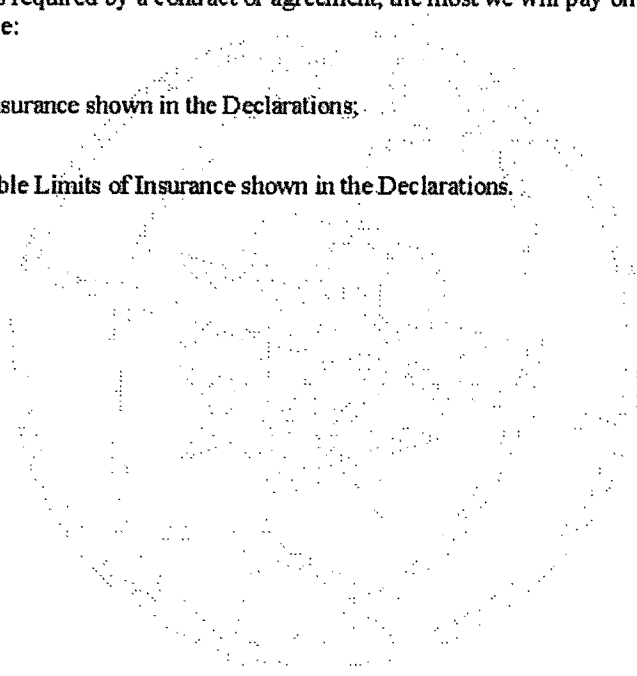 required by a contract or agreement, the most we will pay on
e:
surance shown in the Declarations;
ble Limits of Insurance shown in the Declarations.